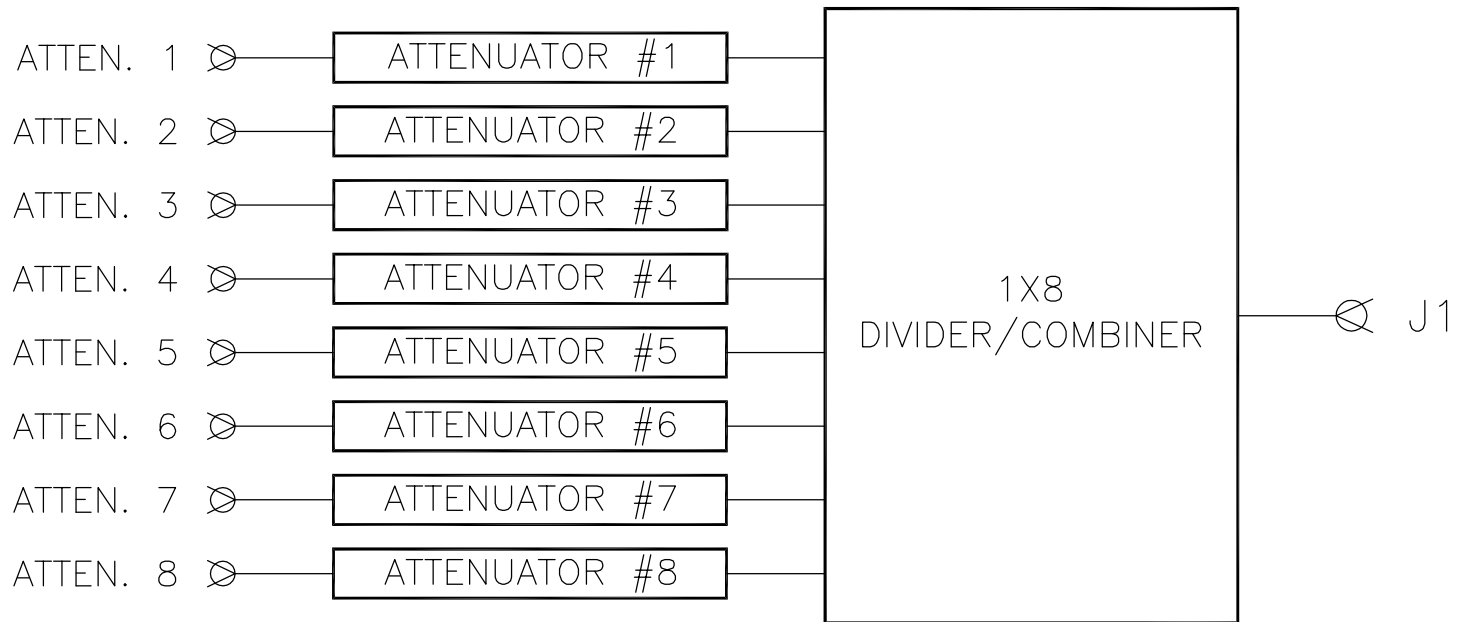 ATTEN. 1 ATTENUATOR #1
ATTEN. 2 ATTENUATOR #2
ATTEN. 3 ATTENUATOR #3
ATTEN. 4 ATTENUATOR #4
ATTEN. 5 ATTENUATOR #5
ATTEN. 6 ATTENUATOR #6
ATTEN. 7 ATTENUATOR #7
ATTEN. 8 ATTENUATOR #8
1X8
DIVIDER/COMBINER
J1